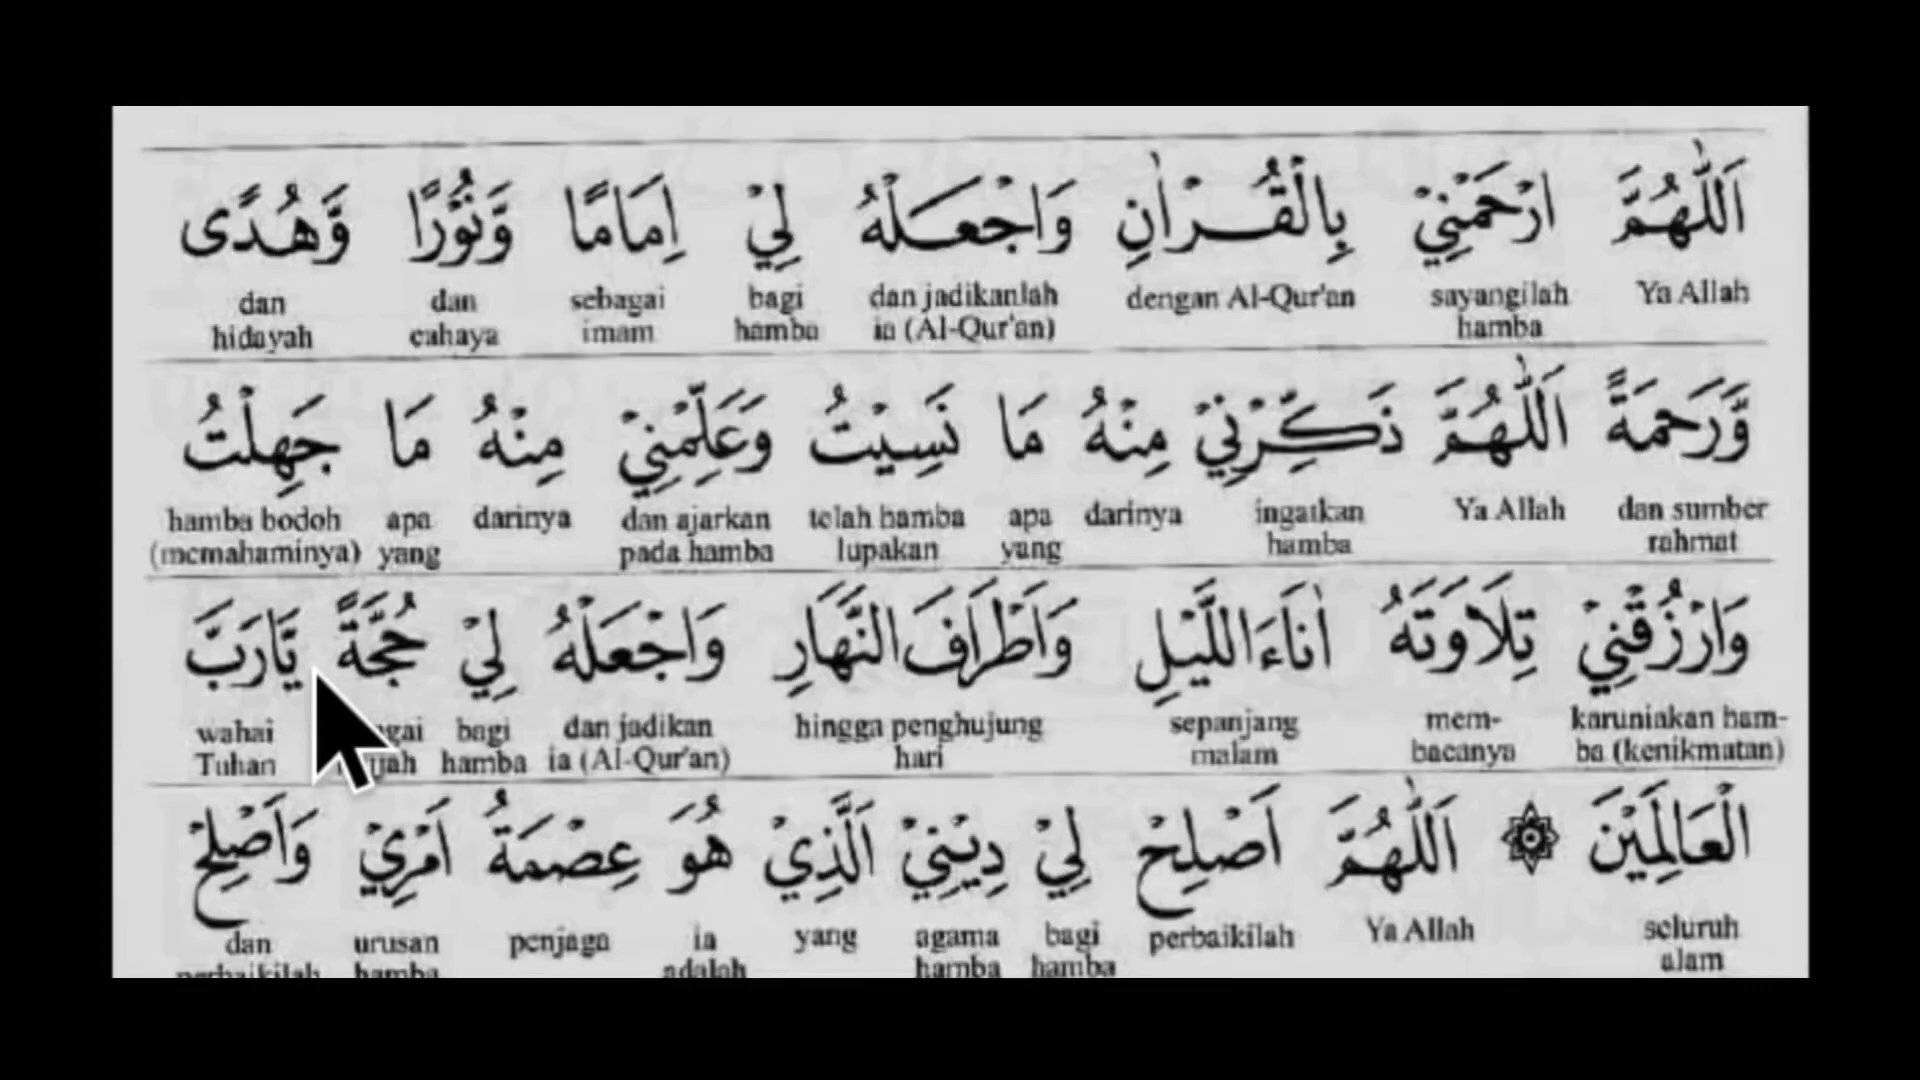 اَللّٰهُمَّ ارْحَمْنِيْ بِالْقُرْاٰنِ وَاجْعَلْهُ لِيْ اِمَامًا وَّنُوْرًا وَّهُدًى
Ya Allah sayangilah dengan Al-Qur'an dan jadikanlah bagi sebagai dan dan
hamba ia (Al-Qur'an) hamba imam cahaya hidayah
وَّرَحْمَةً اَللّٰهُمَّ ذَكِّرْنِيْ مِنْهُ مَا نَسِيْتُ وَعَلِّمْنِيْ مِنْهُ مَا جَهِلْتُ
dan sumber Ya Allah ingatkan darinya apa telah hamba dan ajarkan darinya apa hamba bodoh
rahmat hamba yang lupakan pada hamba yang (memahaminya)
وَارْزُقْنِيْ تِلَاوَتَهُ اٰنَاءَ اللَّيْلِ وَاَطْرَافَ النَّهَارِ وَاجْعَلْهُ لِيْ حُجَّةً يَّارَبَّ
karuniakan ham- mem- sepanjang hingga penghujung dan jadikan bagi wahai
ba (kenikmatan) bacanya malam hari ia (Al-Qur'an) hamba Tuhan
الْعَالَمِيْنَ اَللّٰهُمَّ اَصْلِحْ لِيْ دِيْنِيْ الَّذِيْ هُوَ عِصْمَةُ اَمْرِيْ وَاَصْلِحْ
seluruh Ya Allah perbaikilah bagi agama yang ia penjaga urusan dan
alam hamba hamba adalah hamba perbaikilah